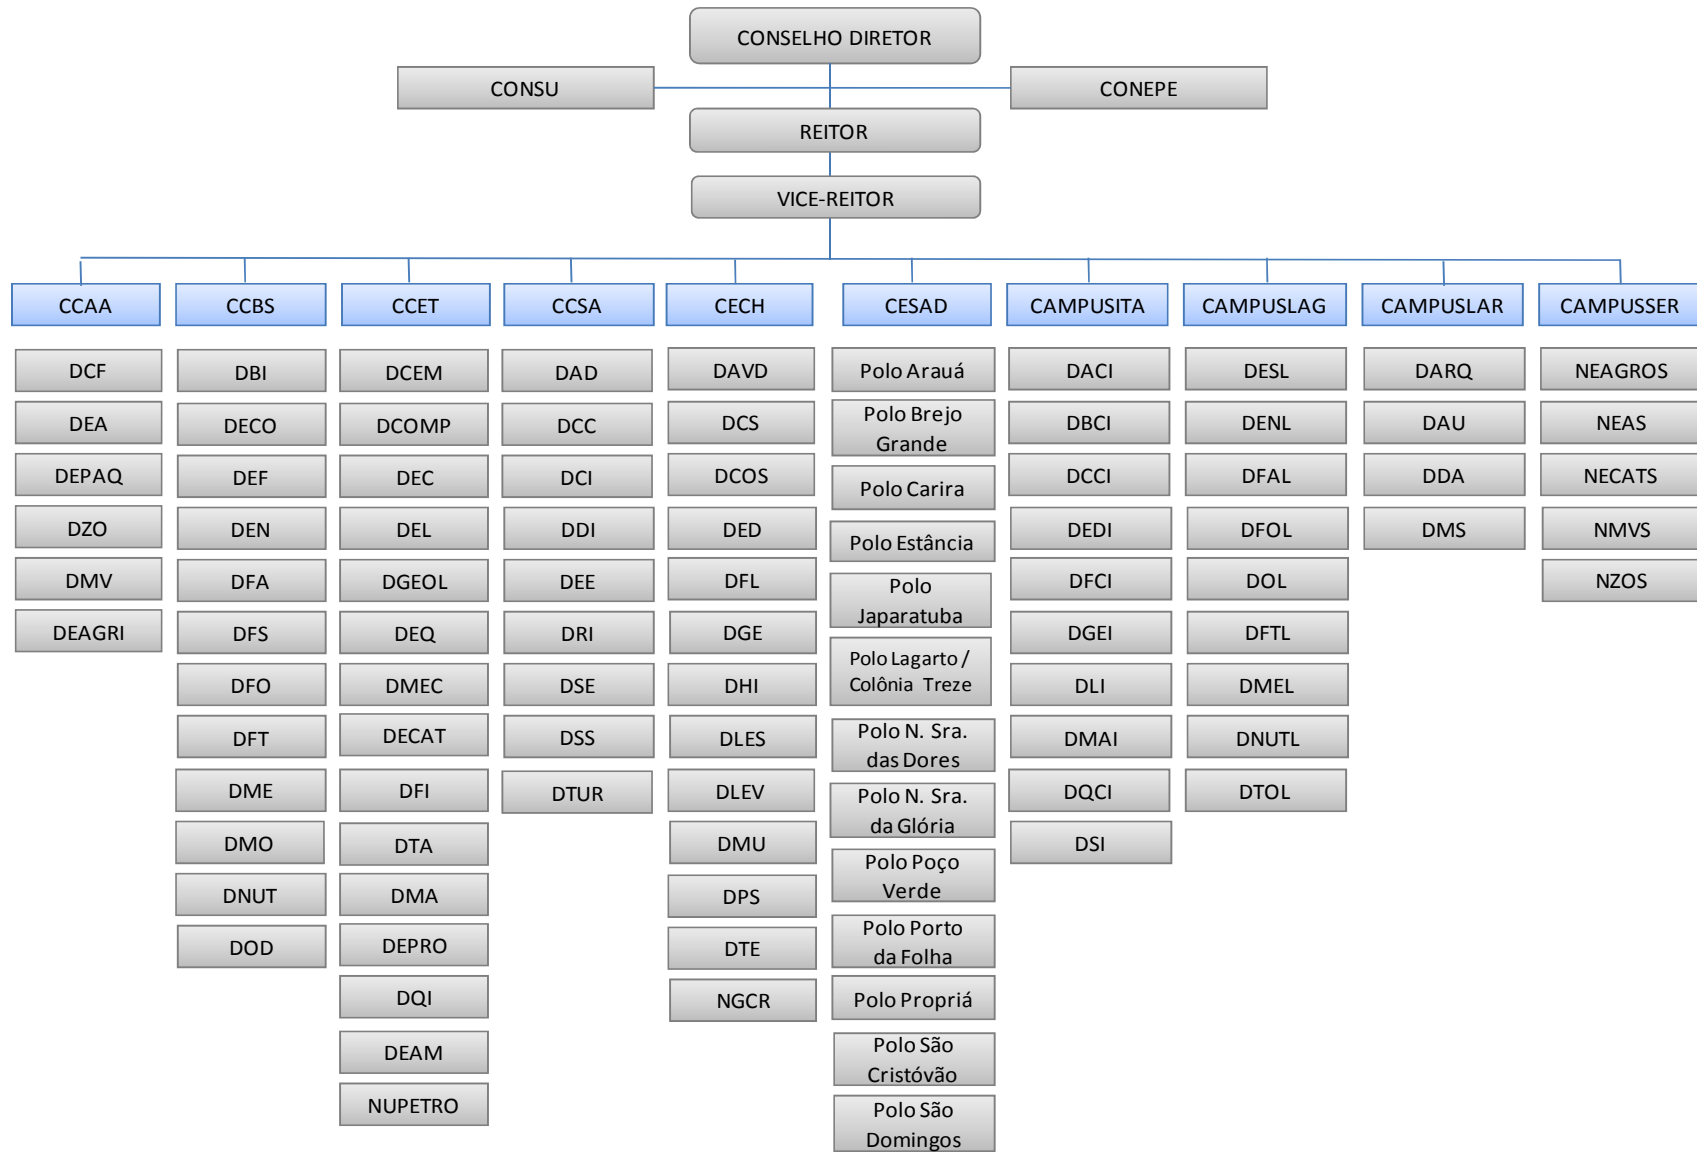 CONSELHO DIRETOR
CONSU
CONEPE
REITOR
VICE-REITOR
CCAA
CCBS
CCET
CCSA
CECH
CESAD
CAMPUSITA
CAMPUSLAG
CAMPUSLAR
CAMPUSSER
DCF
DEA
DEPAQ
DZO
DMV
DEAGRI
DBI
DECO
DEF
DEN
DFA
DFS
DFO
DFT
DME
DMO
DNUT
DOD
DCEM
DCOMP
DEC
DEL
DGEOL
DEQ
DMEC
DECAT
DFI
DTA
DMA
DEPRO
DQI
DEAM
NUPETRO
DAD
DCC
DCI
DDI
DEE
DRI
DSE
DSS
DTUR
DAVD
DCS
DCOS
DED
DFL
DGE
DHI
DLES
DLEV
DMU
DPS
DTE
NGCR
Polo Arauá
Polo Brejo
Grande
Polo Carira
Polo Estância
Polo
Japaratuba
Polo Lagarto /
Colônia Treze
Polo N. Sra.
das Dores
Polo N. Sra.
da Glória
Polo Poço
Verde
Polo Porto
da Folha
Polo Propriá
Polo São
Cristóvão
Polo São
Domingos
DACI
DBCI
DCCI
DEDI
DFCI
DGEI
DLI
DMAI
DQCI
DSI
DESL
DENL
DFAL
DFOL
DOL
DFTL
DMEL
DNUTL
DTOL
DARQ
DAU
DDA
DMS
NEAGROS
NEAS
NECATS
NMVS
NZOS